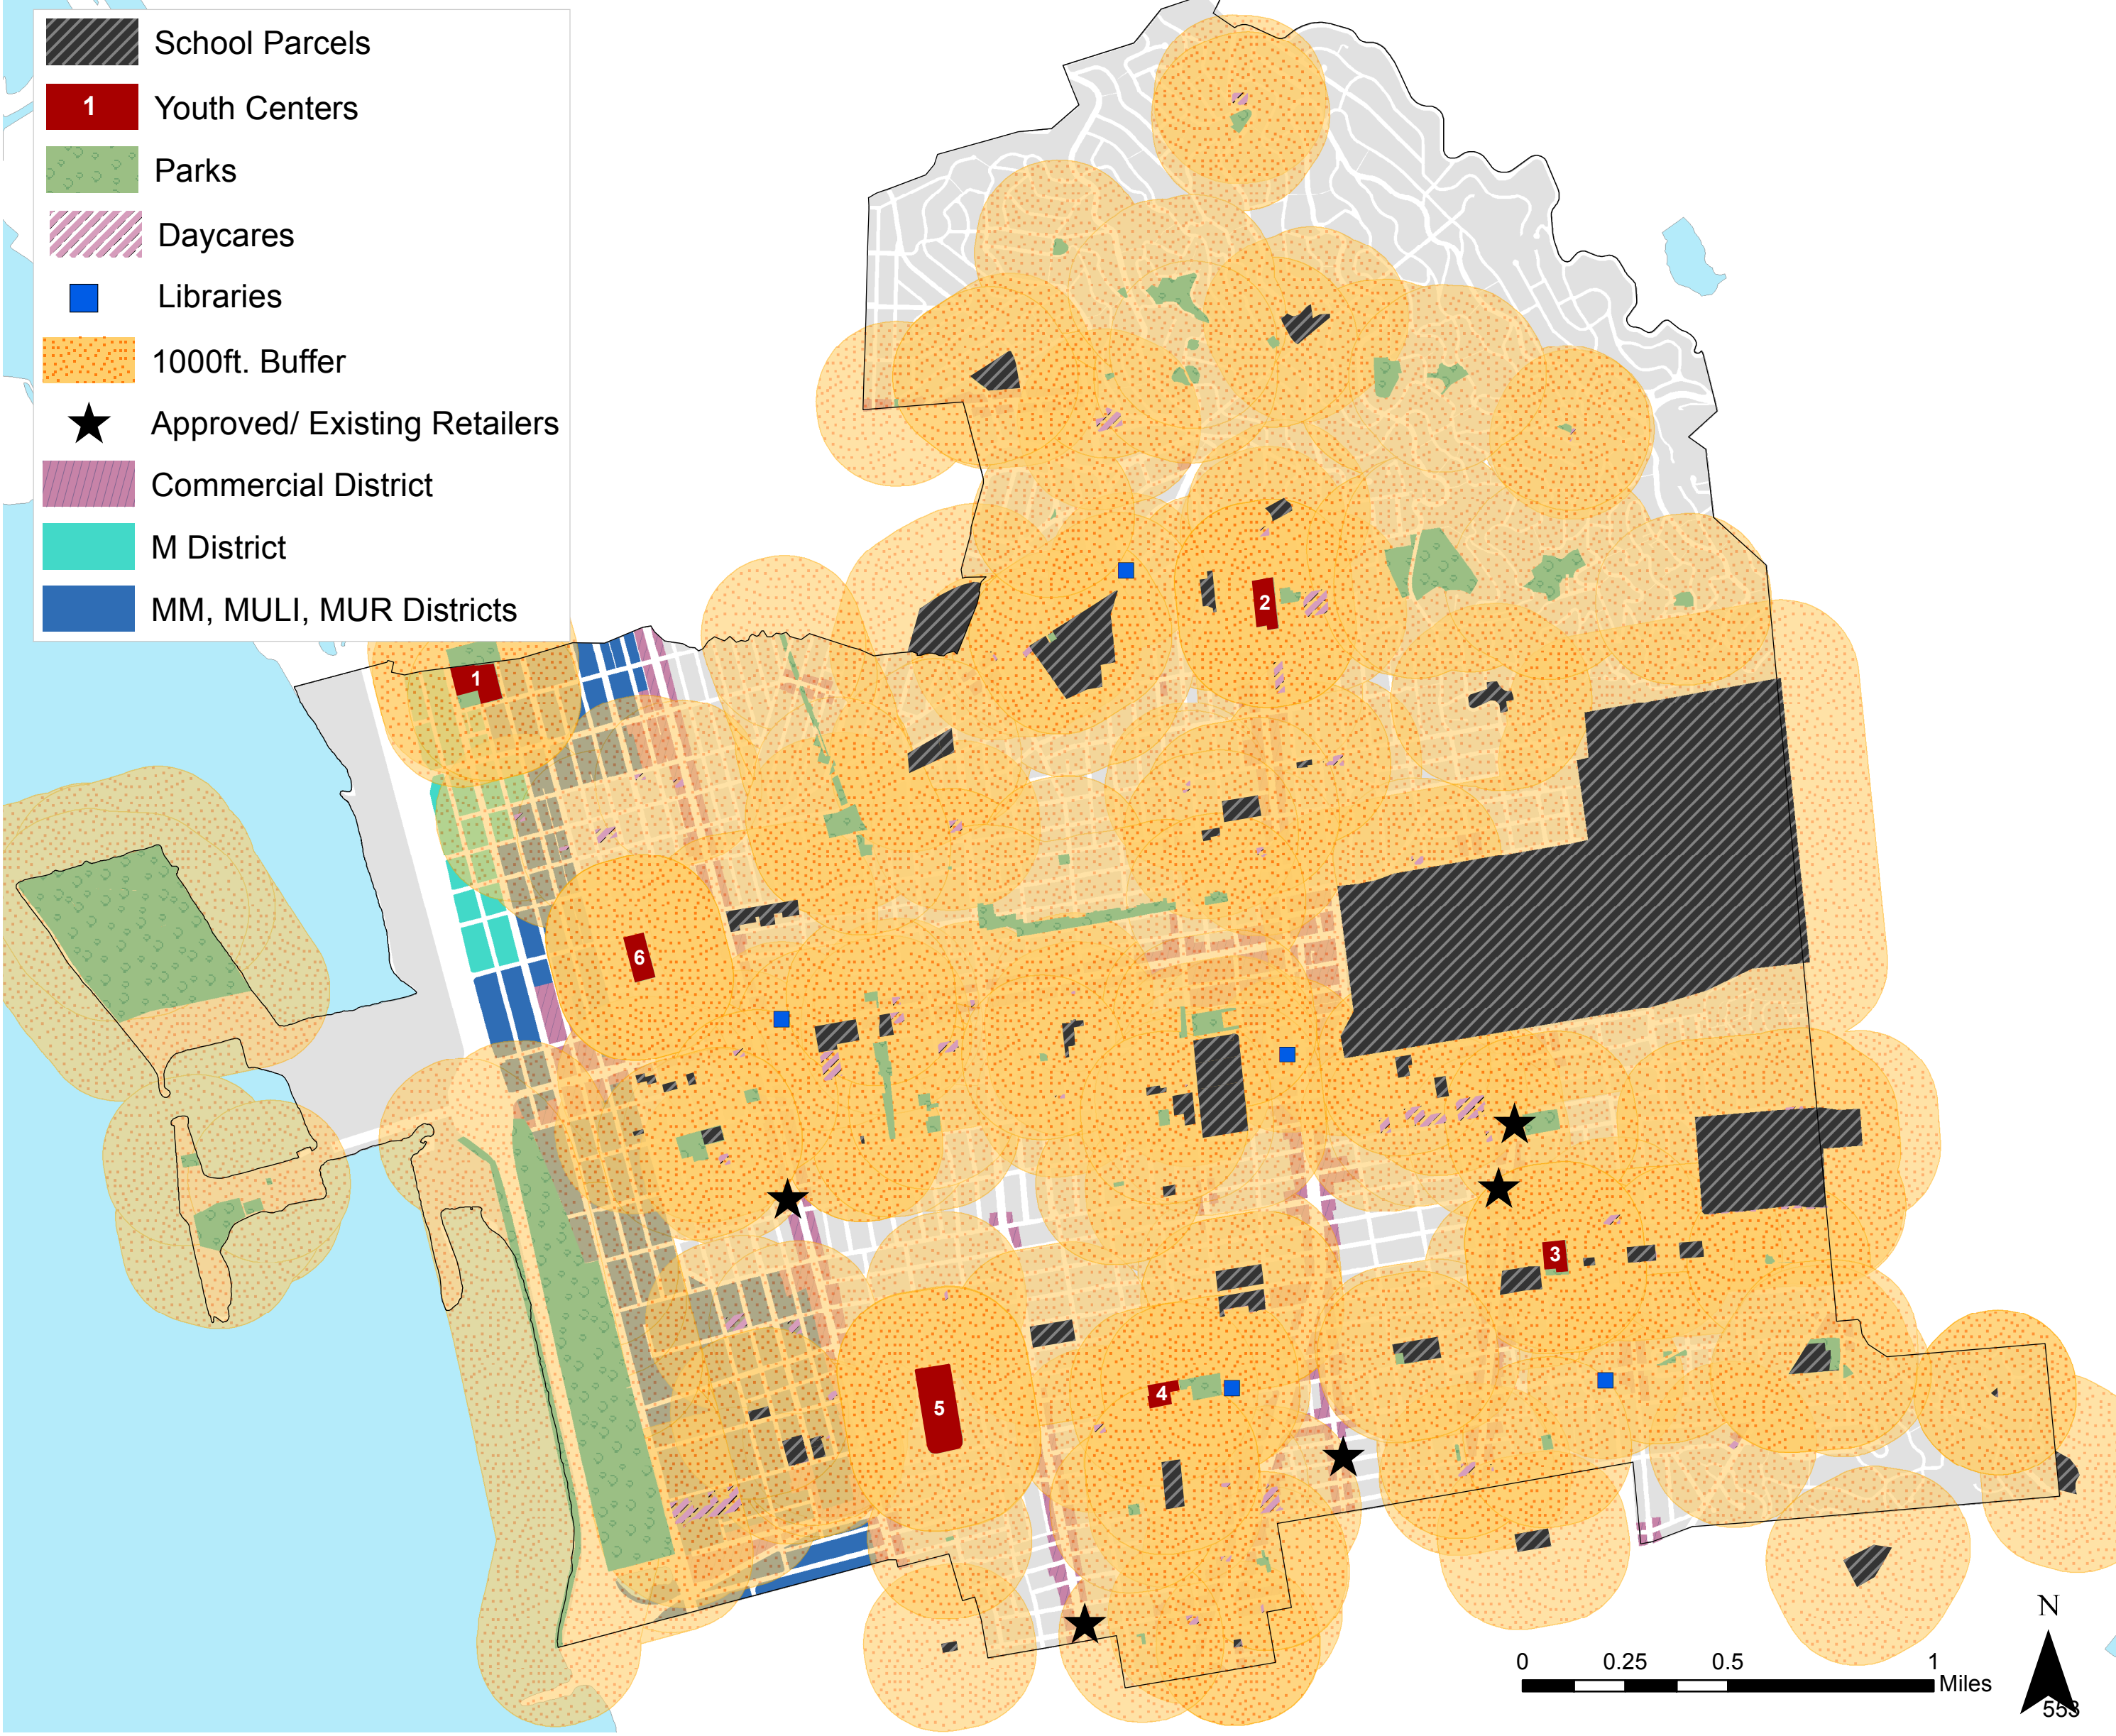 School Parcels
1 Youth Centers
Parks
Daycares
Libraries
1000ft. Buffer
Approved/ Existing Retailers
Commercial District
M District
MM, MULI, MUR Districts
2
1
6
3
4
5
N
0 0.25 0.5 1
Miles
553